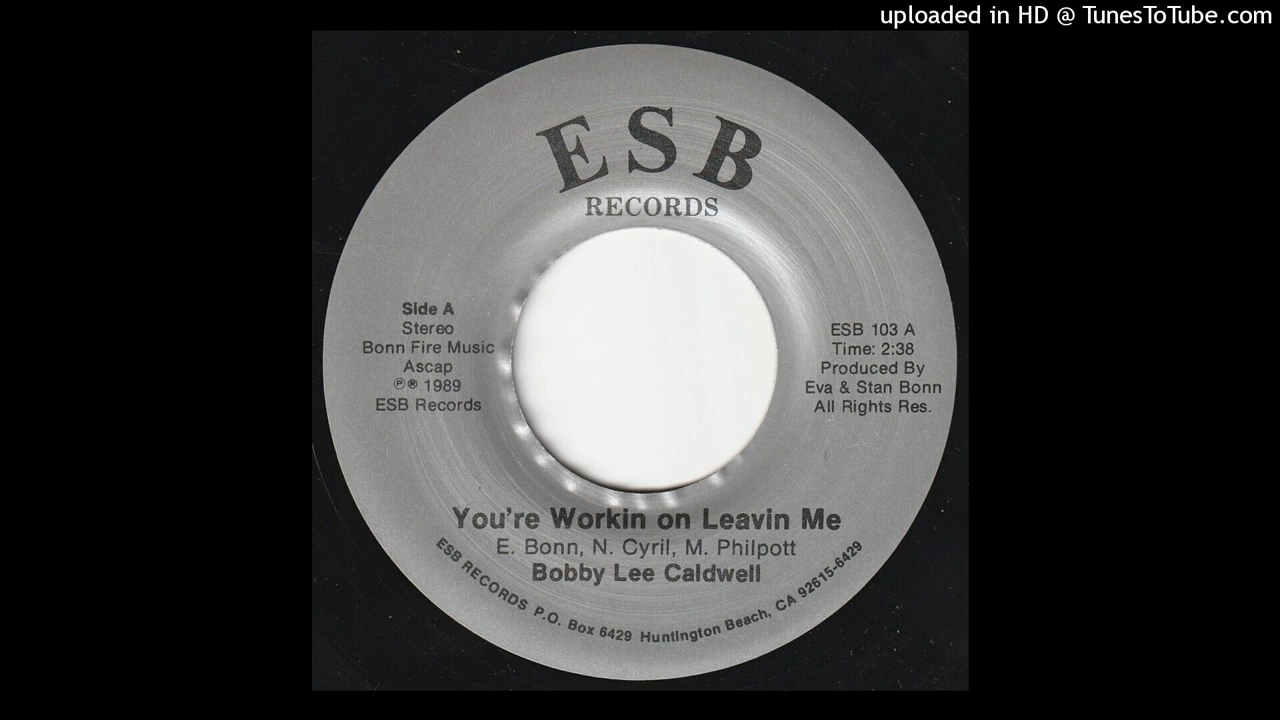 uploaded in HD @ TunesToTube.com
ESB
RECORDS
Side A
Stereo
Bonn Fire Music
Ascap
℗® 1989
ESB Records
ESB 103 A
Time: 2:38
Produced By
Eva & Stan Bonn
All Rights Res.
You're Workin on Leavin Me
E. Bonn, N. Cyril, M. Philpott
Bobby Lee Caldwell
ESB RECORDS P.O. Box 6429 Huntington Beach, CA 92615-6429